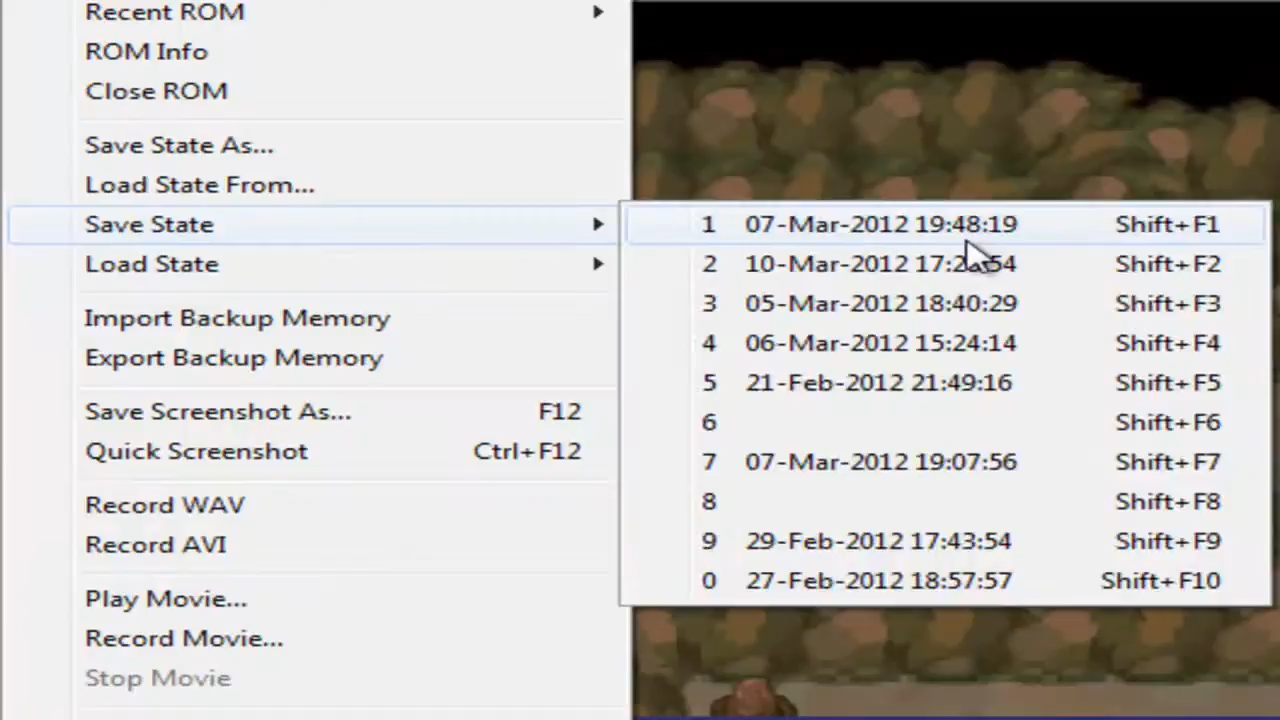 Recent ROM
ROM Info
Close ROM
Save State As...
Load State From...
Save State
Load State
Import Backup Memory
Export Backup Memory
Save Screenshot As... F12
Quick Screenshot Ctrl+F12
Record WAV
Record AVI
Play Movie...
Record Movie...
Stop Movie
1 07-Mar-2012 19:48:19 Shift+F1
2 10-Mar-2012 Shift+F2
3 05-Mar-2012 18:40:29 Shift+F3
4 06-Mar-2012 15:24:14 Shift+F4
5 21-Feb-2012 21:49:16 Shift+F5
6 Shift+F6
7 07-Mar-2012 19:07:56 Shift+F7
8 Shift+F8
9 29-Feb-2012 17:43:54 Shift+F9
0 27-Feb-2012 18:57:57 Shift+F10